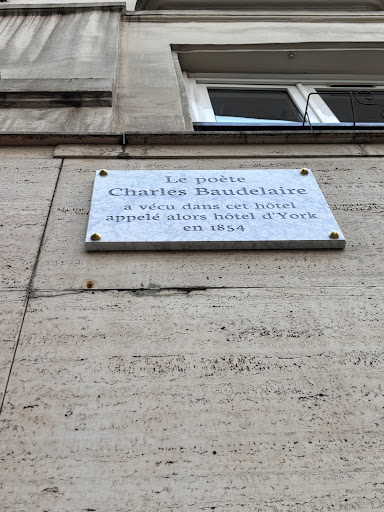 Le poète
Charles Baudelaire
a vécu dans cet hôtel
appelé alors hôtel d'York
en 1854